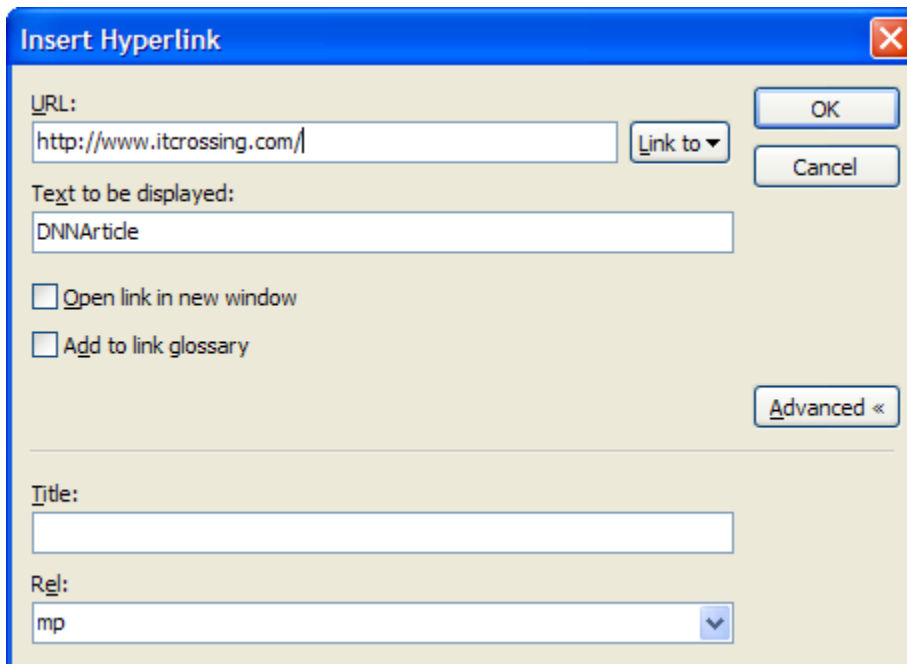 Insert Hyperlink
URL:
http://www.itcrossing.com/
Link to
OK
Cancel
Text to be displayed:
DNNArticle
Open link in new window
Add to link glossary
Advanced «
Title:
Rel:
mp